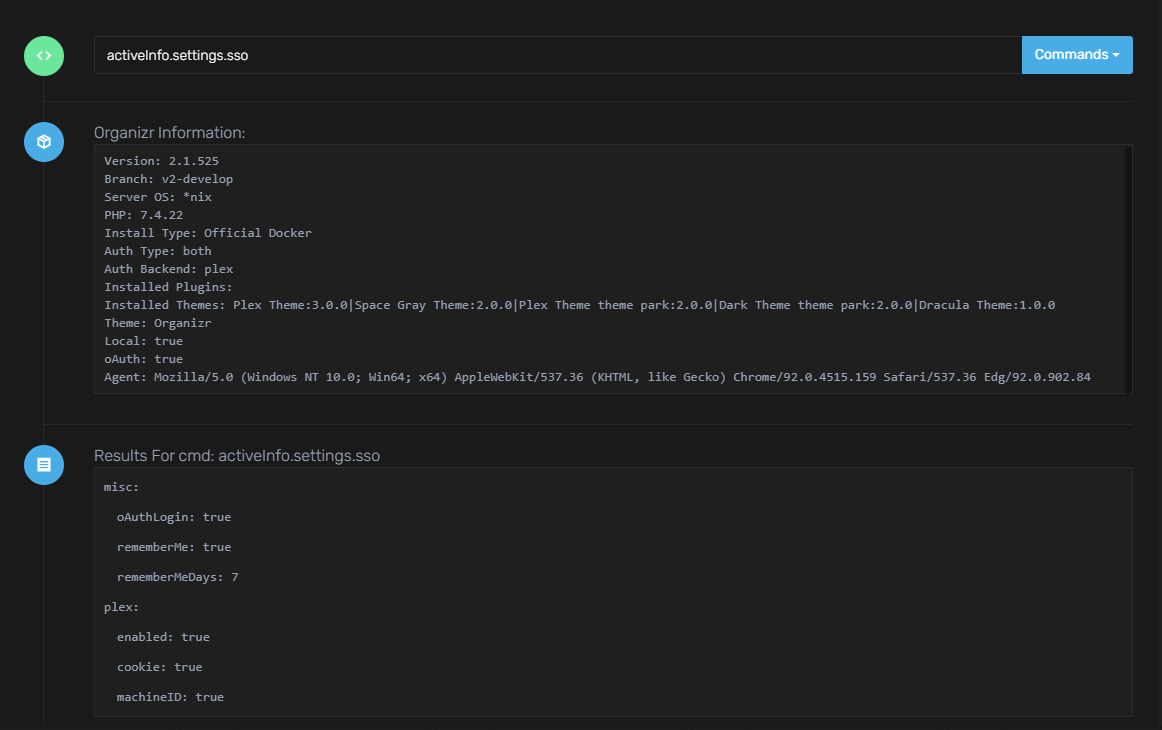 activeInfo.settings.sso
Commands
Organizr Information:
Version: 2.1.525
Branch: v2-develop
Server OS: *nix
PHP: 7.4.22
Install Type: Official Docker
Auth Type: both
Auth Backend: plex
Installed Plugins:
Installed Themes: Plex Theme:3.0.0|Space Gray Theme:2.0.0|Plex Theme theme park:2.0.0|Dark Theme theme park:2.0.0|Dracula Theme:1.0.0
Theme: Organizr
Local: true
oAuth: true
Agent: Mozilla/5.0 (Windows NT 10.0; Win64; x64) AppleWebKit/537.36 (KHTML, like Gecko) Chrome/92.0.4515.159 Safari/537.36 Edg/92.0.902.84
Results For cmd: activeInfo.settings.sso
misc:
oAuthLogin: true
rememberMe: true
rememberMeDays: 7
plex:
enabled: true
cookie: true
machineID: true